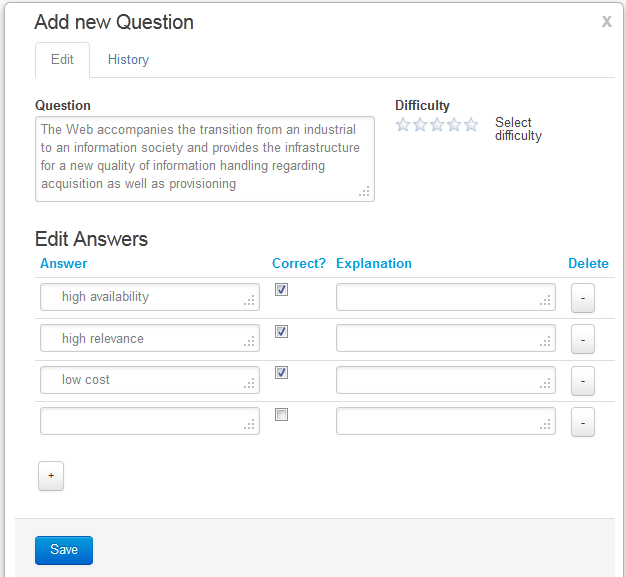 Add new Question
x
Edit History
Question
Difficulty
The Web accompanies the transition from an industrial
to an information society and provides the infrastructure
for a new quality of information handling regarding
acquisition as well as provisioning
Select
difficulty
Edit Answers
Answer Correct? Explanation Delete
high availability -
high relevance -
low cost -
-
+
Save